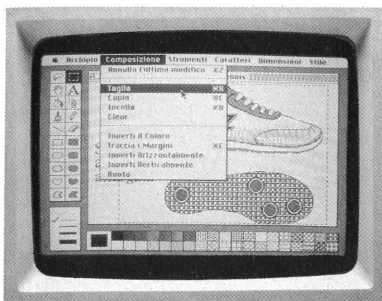 Archivio Composizione Strumenti Caratteri Dimensioni Stile
Annulla l'ultima modifica ⌘Z
Taglia
Copia ⌘C
Incolla
Clear
Inverti il Colore
Traccia i Margini ⌘E
Inverti Orizzontalmente
Inverti Verticalmente
Ruota